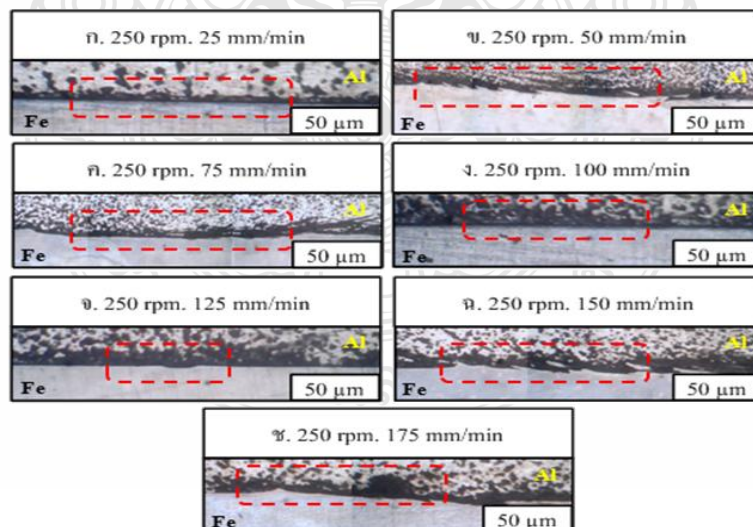 ก. 250 rpm. 25 mm/min
Al
Fe
50 µm
ข. 250 rpm. 50 mm/min
Al
Fe
50 µm
ค. 250 rpm. 75 mm/min
Al
Fe
50 µm
ง. 250 rpm. 100 mm/min
Al
Fe
50 µm
จ. 250 rpm. 125 mm/min
Al
Fe
50 µm
ฉ. 250 rpm. 150 mm/min
Al
Fe
50 µm
ช. 250 rpm. 175 mm/min
Al
Fe
50 µm